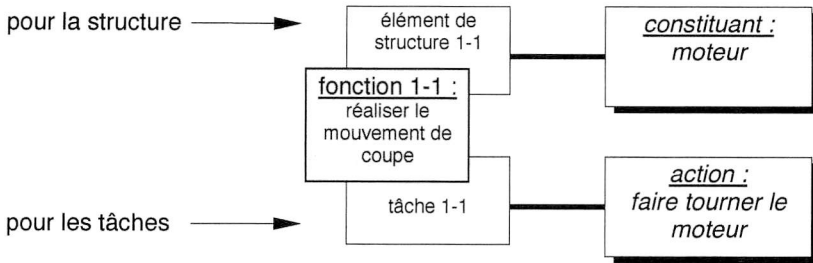 pour la structure
élément de
structure 1-1
constituant :
moteur
fonction 1-1 :
réaliser le
mouvement de
coupe
pour les tâches
tâche 1-1
action :
faire tourner le
moteur